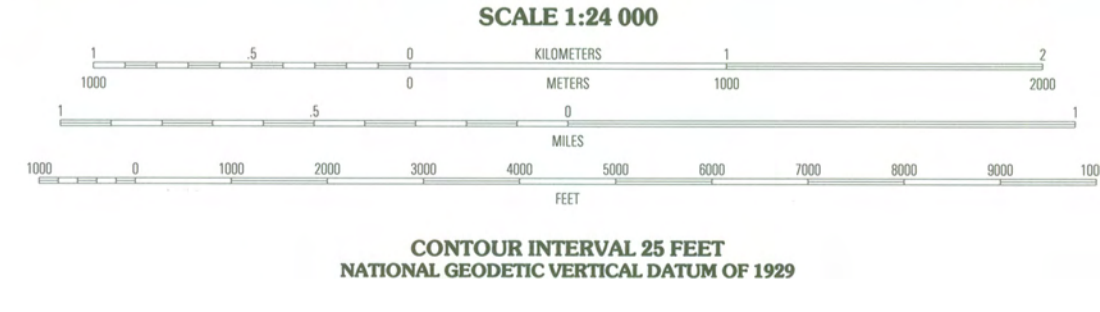 SCALE 1:24 000
1 .5 0 KILOMETERS 1 2
1000 0 METERS 1000 2000
1 .5 0 1
MILES
1000 0 1000 2000 3000 4000 5000 6000 7000 8000 9000 100
FEET
CONTOUR INTERVAL 25 FEET
NATIONAL GEODETIC VERTICAL DATUM OF 1929